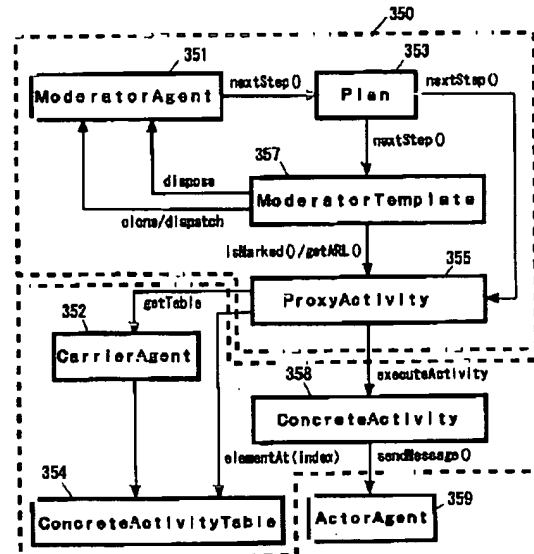 350
351
353
nextStep()
nextStep()
ModeratorAgent
Plan
357
nextStep()
dispose
ModeratorTemplate
clone/dispatch
isMarked()/getARL()
355
getTable
ProxyActivity
352
CarrierAgent
358
executeActivity
ConcreteActivity
354
elementAt(index)
sendMessage()
ConcreteActivityTable
ActorAgent
359